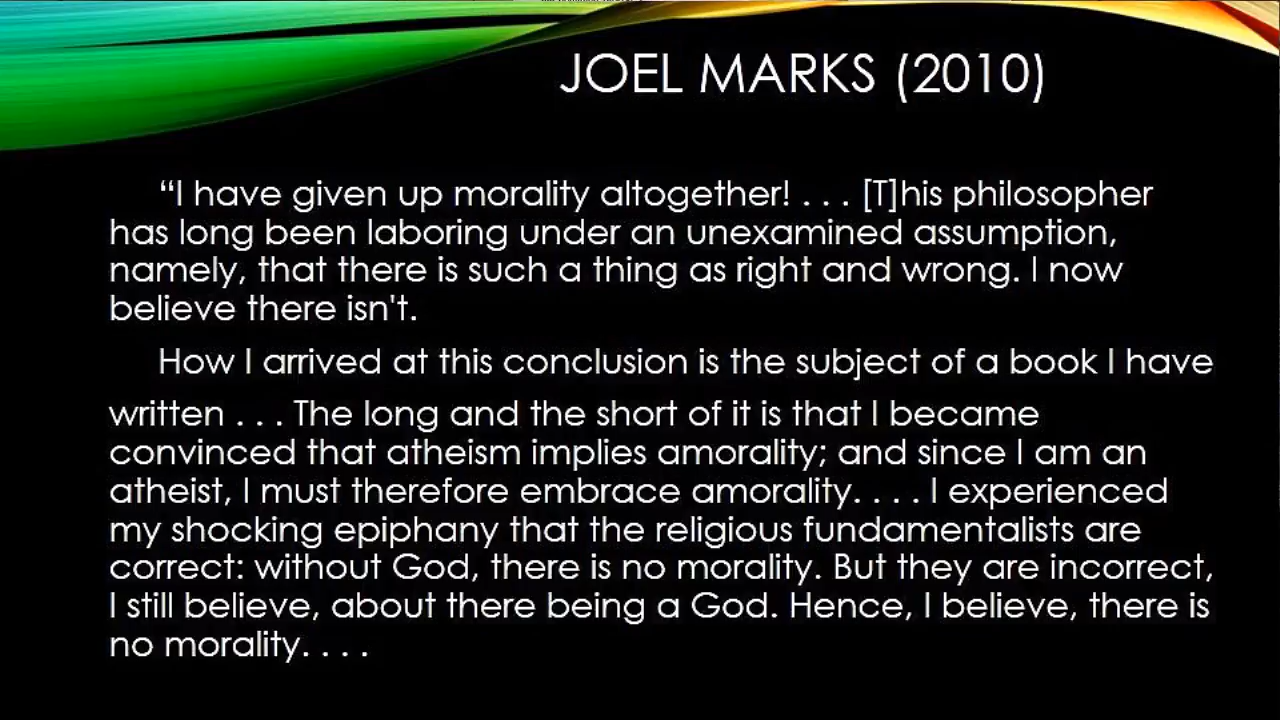 JOEL MARKS (2010)
“I have given up morality altogether! . . . [T]his philosopher
has long been laboring under an unexamined assumption,
namely, that there is such a thing as right and wrong. I now
believe there isn't.
How I arrived at this conclusion is the subject of a book I have
written . . . The long and the short of it is that I became
convinced that atheism implies amorality; and since I am an
atheist, I must therefore embrace amorality. . . . I experienced
my shocking epiphany that the religious fundamentalists are
correct: without God, there is no morality. But they are incorrect,
I still believe, about there being a God. Hence, I believe, there is
no morality. . . .